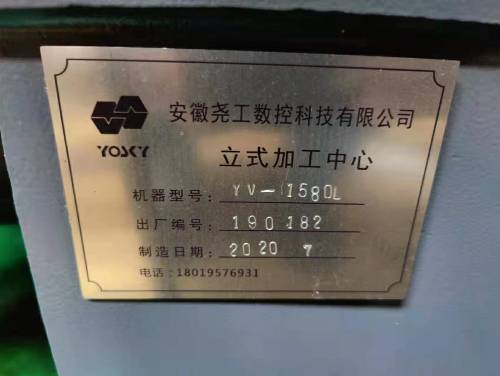 安徽尧工数控科技有限公司
YOSKY
立式加工中心
机器型号: YV-1580L
出厂编号: 190182
制造日期: 2020 7
电话:18019576931